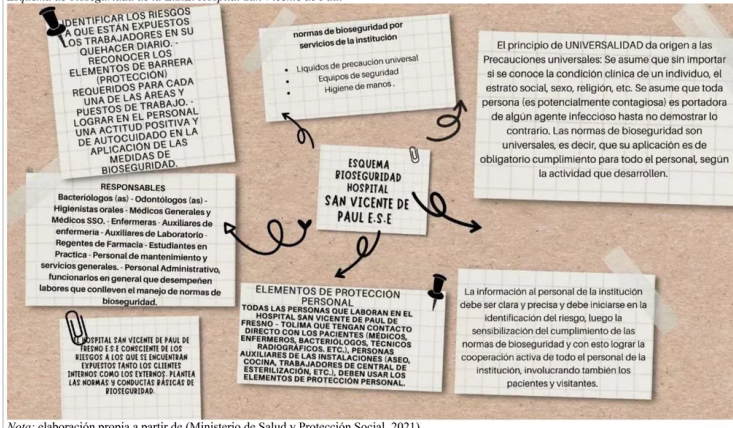 IDENTIFICAR LOS RIESGOS
A QUE ESTÁN EXPUESTOS
LOS TRABAJADORES EN SU
QUEHACER DIARIO. -
RECONOCER LOS
ELEMENTOS DE BARRERA
(PROTECCIÓN)
REQUERIDOS PARA CADA
UNA DE LAS ÁREAS Y
PUESTOS DE TRABAJO. -
LOGRAR EN EL PERSONAL
UNA ACTITUD POSITIVA Y
DE AUTOCUIDADO EN LA
APLICACIÓN DE LAS
MEDIDAS DE
BIOSEGURIDAD.
normas de bioseguridad por
servicios de la institución
• Liquidos de precaución universal
• Equipos de seguridad
• Higiene de manos .
El principio de UNIVERSALIDAD da origen a las
Precauciones universales: Se asume que sin importar
si se conoce la condición clínica de un individuo, el
estrato social, sexo, religión, etc. Se asume que toda
persona (es potencialmente contagiosa) es portadora
de algún agente infeccioso hasta no demostrar lo
contrario. Las normas de bioseguridad son
universales, es decir, que su aplicación es de
obligatorio cumplimiento para todo el personal, según
la actividad que desarrollen.
ESQUEMA
BIOSEGURIDAD
HOSPITAL
SAN VICENTE DE
PAUL E.S.E
RESPONSABLES
Bacteriólogos (as) - Odontólogos (as) -
Higienistas orales - Médicos Generales y
Médicos SSO. - Enfermeras - Auxiliares de
enfermería - Auxiliares de Laboratorio -
Regentes de Farmacia - Estudiantes en
Practica - Personal de mantenimiento y
servicios generales. - Personal Administrativo,
funcionarios en general que desempeñen
labores que conlleven el manejo de normas de
bioseguridad.
HOSPITAL SAN VICENTE DE PAUL DE
FRESNO E.S.E CONSCIENTE DE LOS
RIESGOS A LOS QUE SE ENCUENTRAN
EXPUESTOS TANTO LOS CLIENTES
INTERNOS COMO LOS EXTERNOS. PLANTEA
LAS NORMAS Y CONDUCTAS BÁSICAS DE
BIOSEGURIDAD.
ELEMENTOS DE PROTECCIÓN
PERSONAL
TODAS LAS PERSONAS QUE LABORAN EN EL
HOSPITAL SAN VICENTE DE PAUL DE
FRESNO - TOLIMA QUE TENGAN CONTACTO
DIRECTO CON LOS PACIENTES (MÉDICOS,
ENFERMEROS, BACTERIÓLOGOS, TÉCNICOS
RADIOGRÁFICOS. ETC.), PERSONAS
AUXILIARES DE LAS INSTALACIONES (ASEO,
COCINA, TRABAJADORES DE CENTRAL DE
ESTERILIZACIÓN, ETC.), DEBEN USAR LOS
ELEMENTOS DE PROTECCIÓN PERSONAL.
La información al personal de la institución
debe ser clara y precisa y debe iniciarse en la
identificación del riesgo, luego la
sensibilización del cumplimiento de las
normas de bioseguridad y con esto lograr la
cooperación activa de todo el personal de la
institución, involucrando también los
pacientes y visitantes.
Nota: elaboración propia a partir de (Ministerio de Salud y Protección Social, 2021)